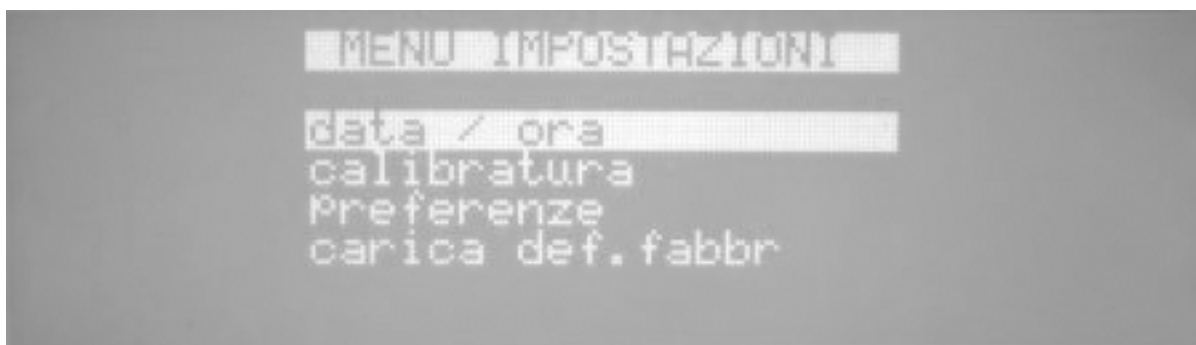 MENU IMPOSTAZIONI
data / ora
calibratura
preferenze
carica def.fabbr